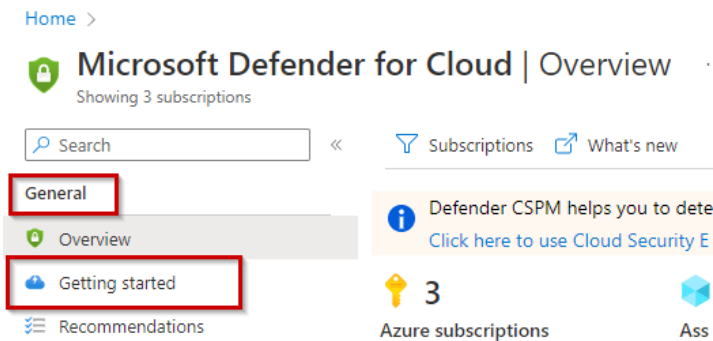 Home >
Microsoft Defender for Cloud | Overview
Showing 3 subscriptions
Search
«
Subscriptions
What's new
General
Overview
Getting started
Recommendations
Defender CSPM helps you to dete
Click here to use Cloud Security E
3
Azure subscriptions
Ass